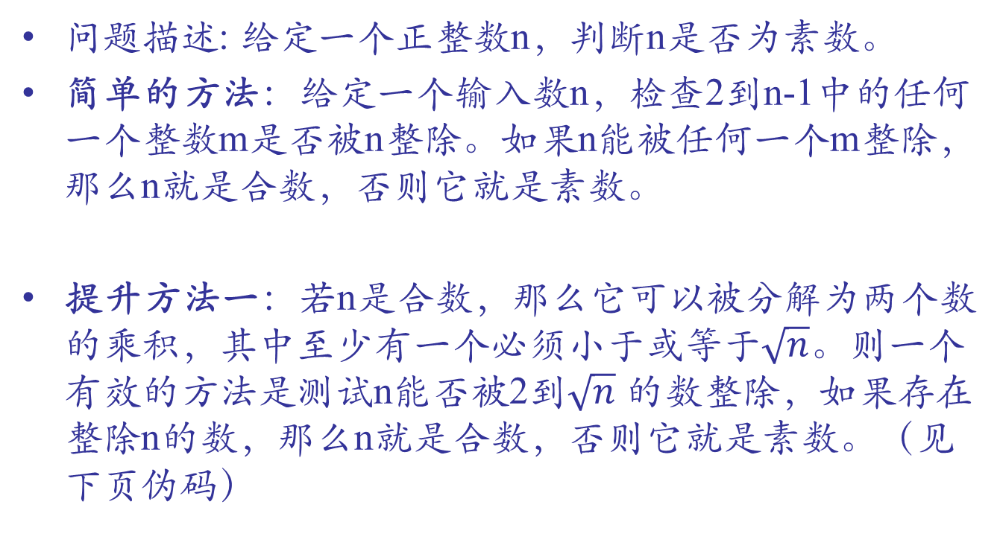 • 问题描述: 给定一个正整数n，判断n是否为素数。
• 简单的方法：给定一个输入数n，检查2到n-1中的任何
一个整数m是否被n整除。如果n能被任何一个m整除，
那么n就是合数，否则它就是素数。
• 提升方法一：若n是合数，那么它可以被分解为两个数
的乘积，其中至少有一个必须小于或等于√n。则一个
有效的方法是测试n能否被2到√n 的数整除，如果存在
整除n的数，那么n就是合数，否则它就是素数。（见
下页伪码）